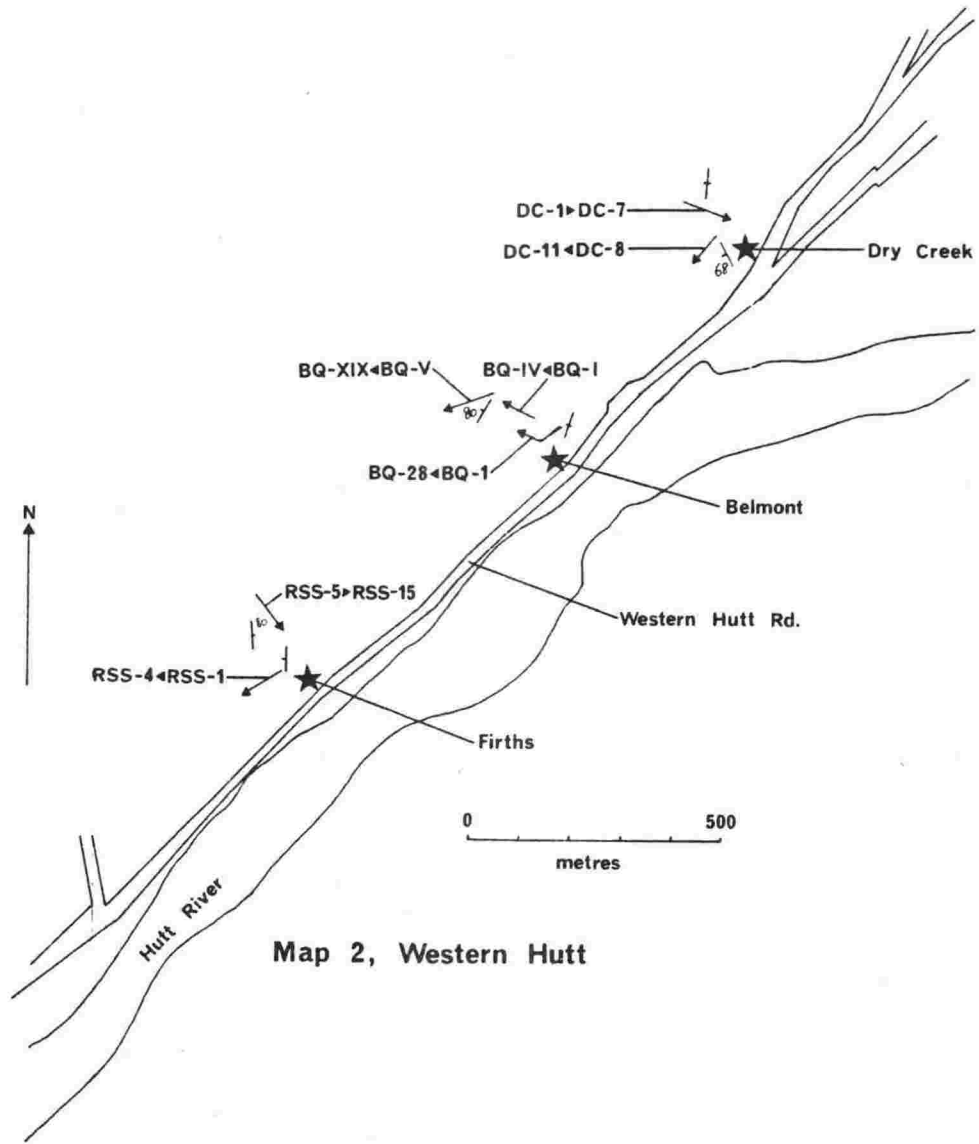 DC-1▸DC-7
DC-11◂DC-8
68
Dry Creek
BQ-XIX◂BQ-V
BQ-IV◂BQ-I
80
BQ-28◂BQ-1
Belmont
N
RSS-5▸RSS-15
80
Western Hutt Rd.
RSS-4◂RSS-1
Firths
0 500
metres
Hutt River
Map 2, Western Hutt